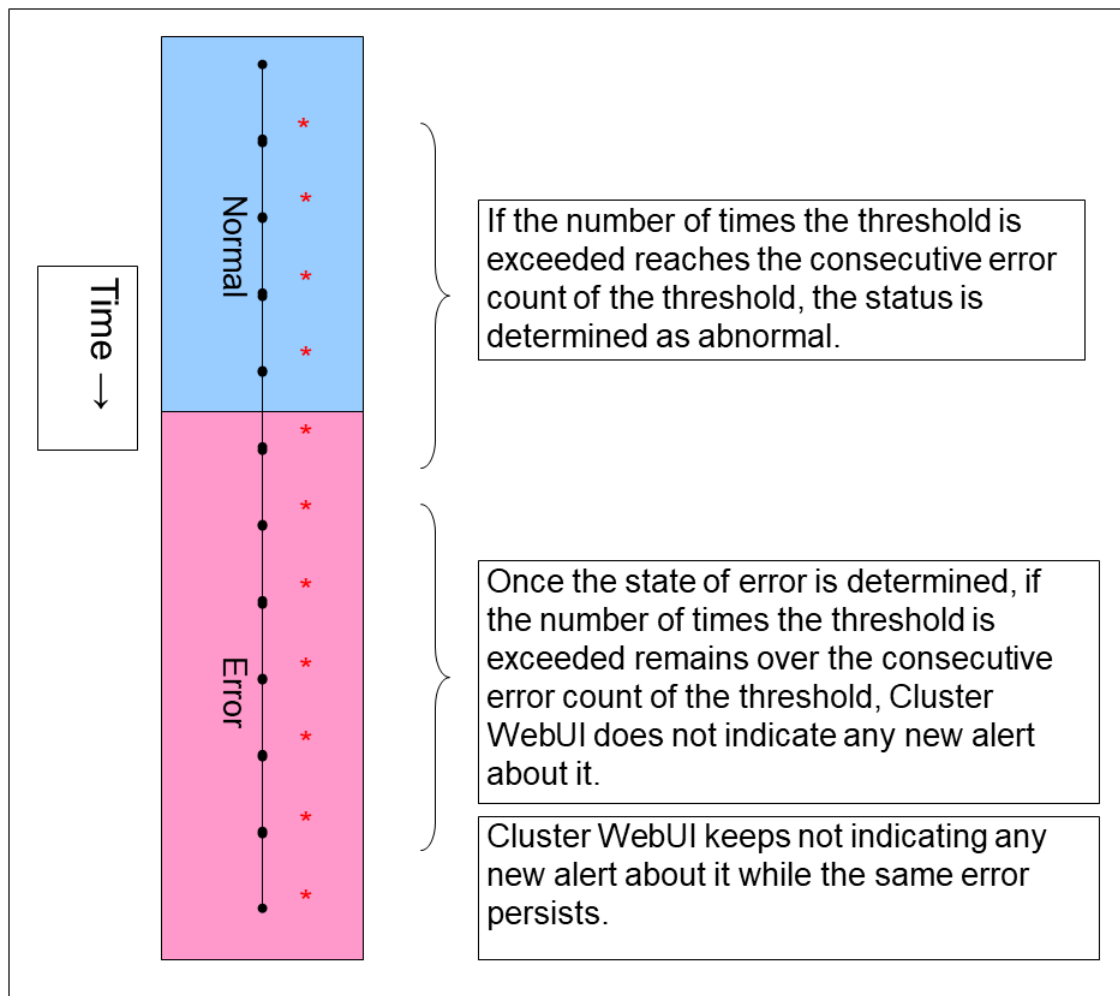 Time →
Normal
Error
*
*
*
*
*
*
*
*
*
*
*
If the number of times the threshold is
exceeded reaches the consecutive error
count of the threshold, the status is
determined as abnormal.
Once the state of error is determined, if
the number of times the threshold is
exceeded remains over the consecutive
error count of the threshold, Cluster
WebUI does not indicate any new alert
about it.
Cluster WebUI keeps not indicating any
new alert about it while the same error
persists.